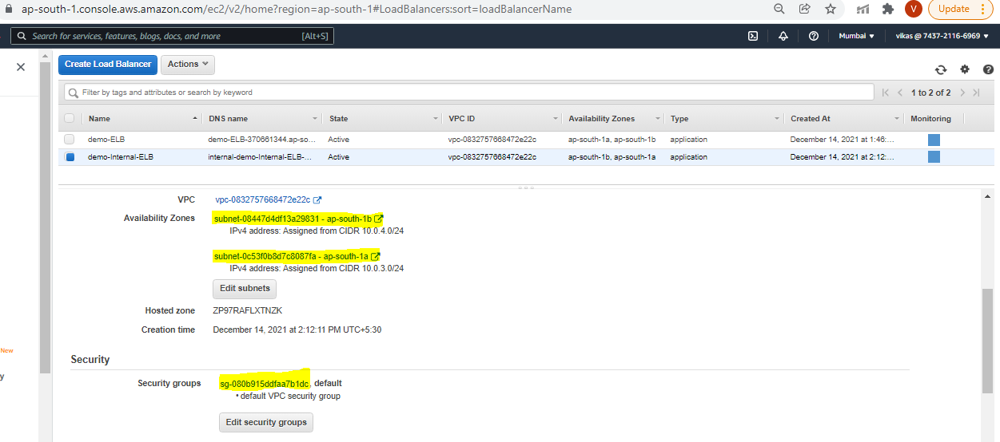 ap-south-1.console.aws.amazon.com/ec2/v2/home?region=ap-south-1#LoadBalancers:sort=loadBalancerName
V
Update
Search for services, features, blogs, docs, and more
[Alt+S]
Mumbai ▼
vikas @ 7437-2116-6969 ▼
Create Load Balancer
Actions
Filter by tags and attributes or search by keyword
1 to 2 of 2
Name DNS name State VPC ID Availability Zones Type Created At Monitoring
demo-ELB demo-ELB-370661344.ap-so... Active vpc-0832757668472e22c ap-south-1a, ap-south-1b application December 14, 2021 at 1:46:...
demo-Internal-ELB internal-demo-Internal-ELB-... Active vpc-0832757668472e22c ap-south-1b, ap-south-1a application December 14, 2021 at 2:12:...
VPC vpc-0832757668472e22c
Availability Zones subnet-08447d4df13a29831 - ap-south-1b
IPv4 address: Assigned from CIDR 10.0.4.0/24
subnet-0c53f0b8d7c8087fa - ap-south-1a
IPv4 address: Assigned from CIDR 10.0.3.0/24
Edit subnets
Hosted zone ZP97RAFLXTNZK
Creation time December 14, 2021 at 2:12:11 PM UTC+5:30
New
Security
y
Security groups sg-080b915ddfaa7b1dc, default
• default VPC security group
Edit security groups